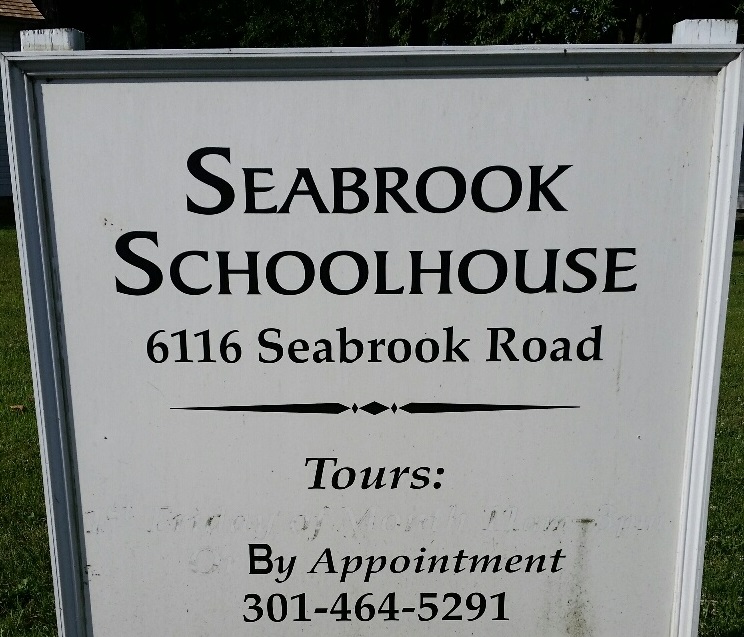 SEABROOK
SCHOOLHOUSE
6116 Seabrook Road
Tours:
By Appointment
301-464-5291